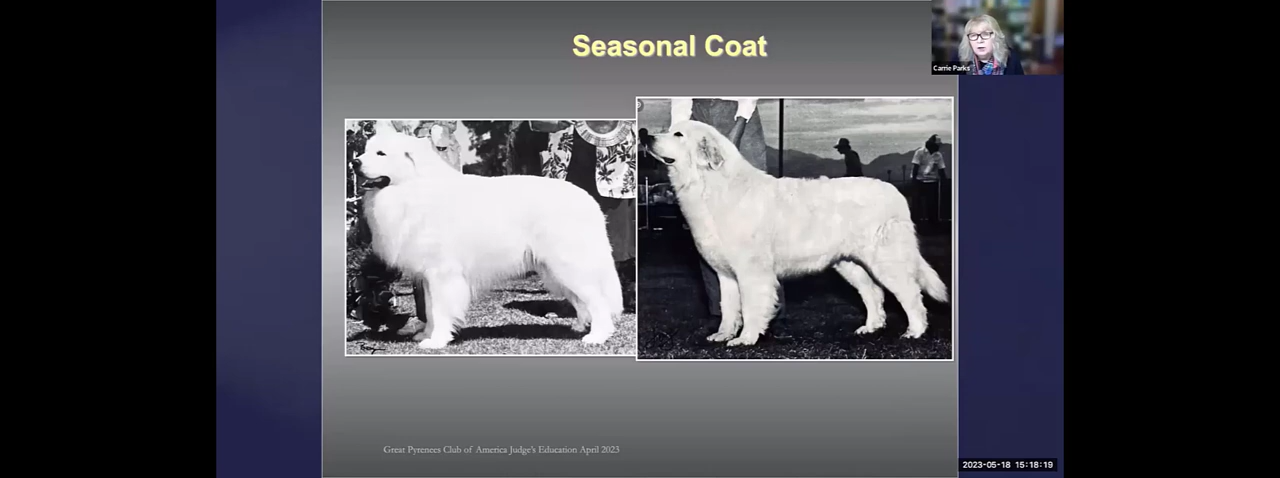 Seasonal Coat
Carrie Parks
Great Pyrenees Club of America Judge's Education April 2023
2023-05-18 15:18:19